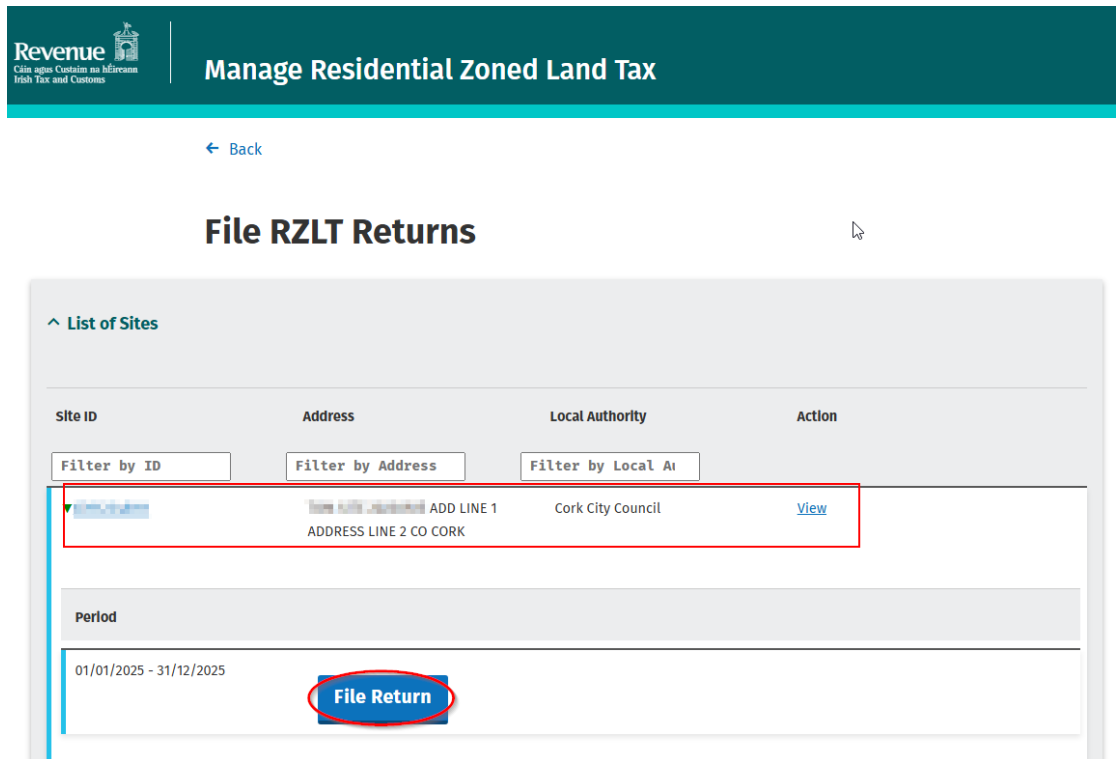 Revenue
Cáin agus Custaim na hÉireann
Irish Tax and Customs
Manage Residential Zoned Land Tax
← Back
File RZLT Returns
List of Sites
Site ID Address Local Authority Action
Filter by ID Filter by Address Filter by Local Au
ADD LINE 1 Cork City Council View
ADDRESS LINE 2 CO CORK
Period
01/01/2025 - 31/12/2025
File Return